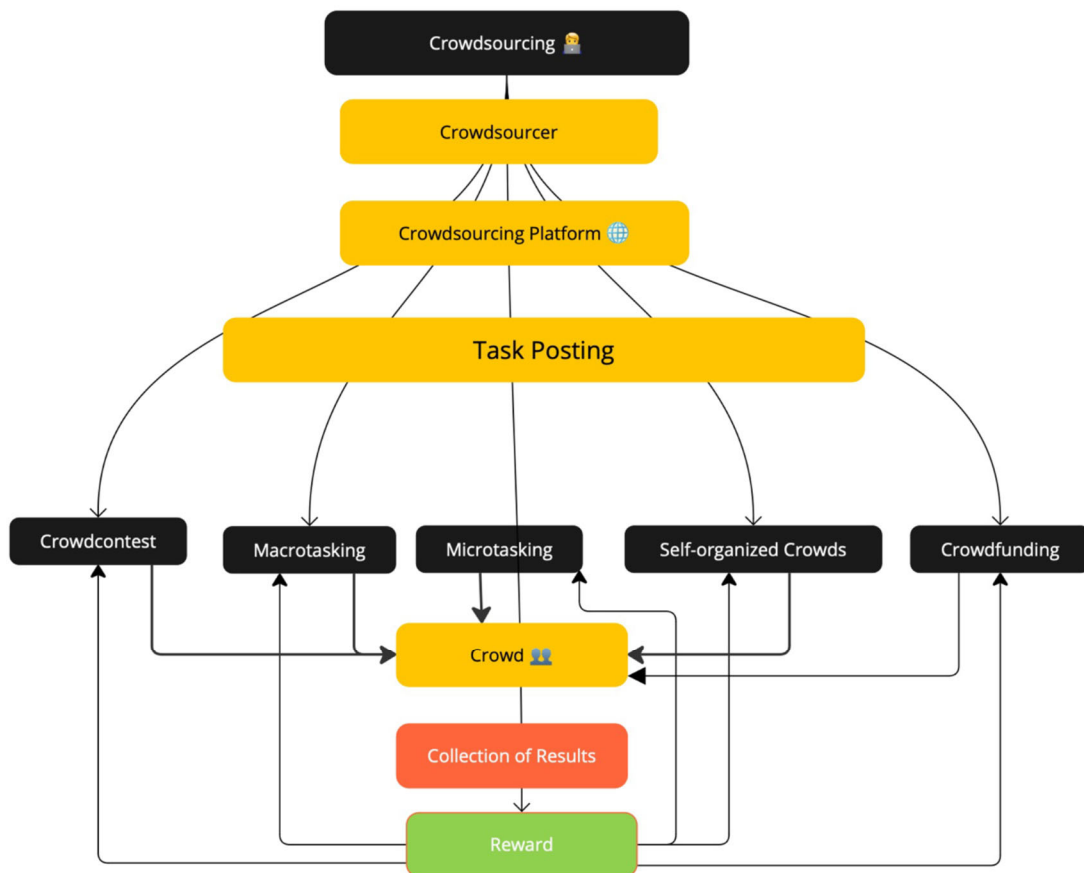 Crowdsourcing 🧑‍💻
Crowdsourcer
Crowdsourcing Platform 🌐
Task Posting
Crowdcontest
Macrotasking
Microtasking
Self-organized Crowds
Crowdfunding
Crowd 👥
Collection of Results
Reward